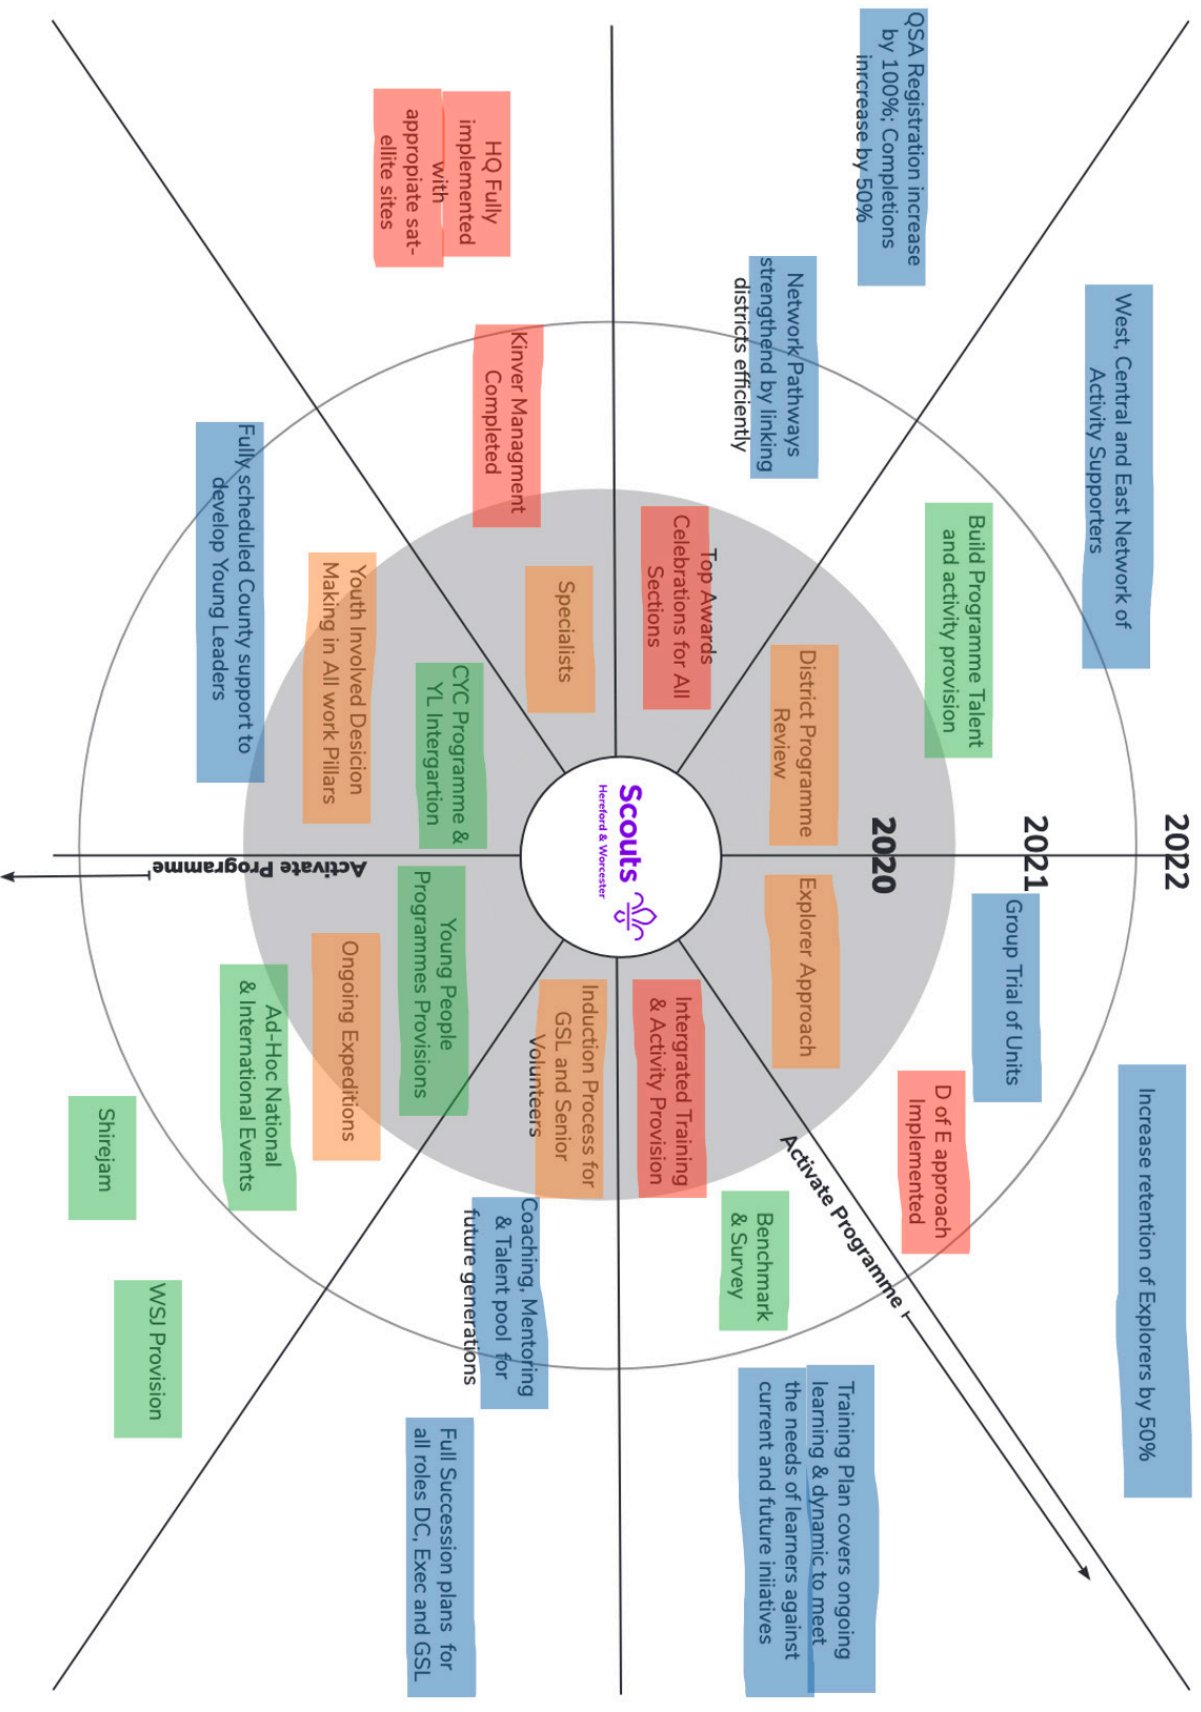 2022
West, Central and East Network of
Activity Supporters
Increase retention of Explorers by 50%
2021
Build Programme Talent
and activity provision
Group Trial of Units
D of E approach
Implemented
QSA Registration increase
by 100%; Completions
inrcrease by 50%
2020
District Programme
Review
Explorer Approach
Activate Programme
Network Pathways
strengthend by linking
districts efficiently
Benchmark
& Survey
Training Plan covers ongoing
learning & dynamic to meet
the needs of learners against
current and future iniiatives
Top Awards
Celebrations for All
Sections
Intergrated Training
& Activity Provision
Scouts
Hereford & Worcester
Specialists
Induction Process for
GSL and Senior
Volunteers
Kinver Managment
Completed
Coaching, Mentoring
& Talent pool for
future generations
HQ Fully
implemented
with
appropiate sat-
ellite sites
Full Succession plans for
all roles DC, Exec and GSL
CYC Programme &
YL Intergartion
Young People
Programmes Provisions
Youth Involved Desicion
Making in All work Pillars
Ongoing Expeditions
Activate Programme
Fully scheduled County support to
develop Young Leaders
Ad-Hoc National
& International Events
WSJ Provision
Shirejam